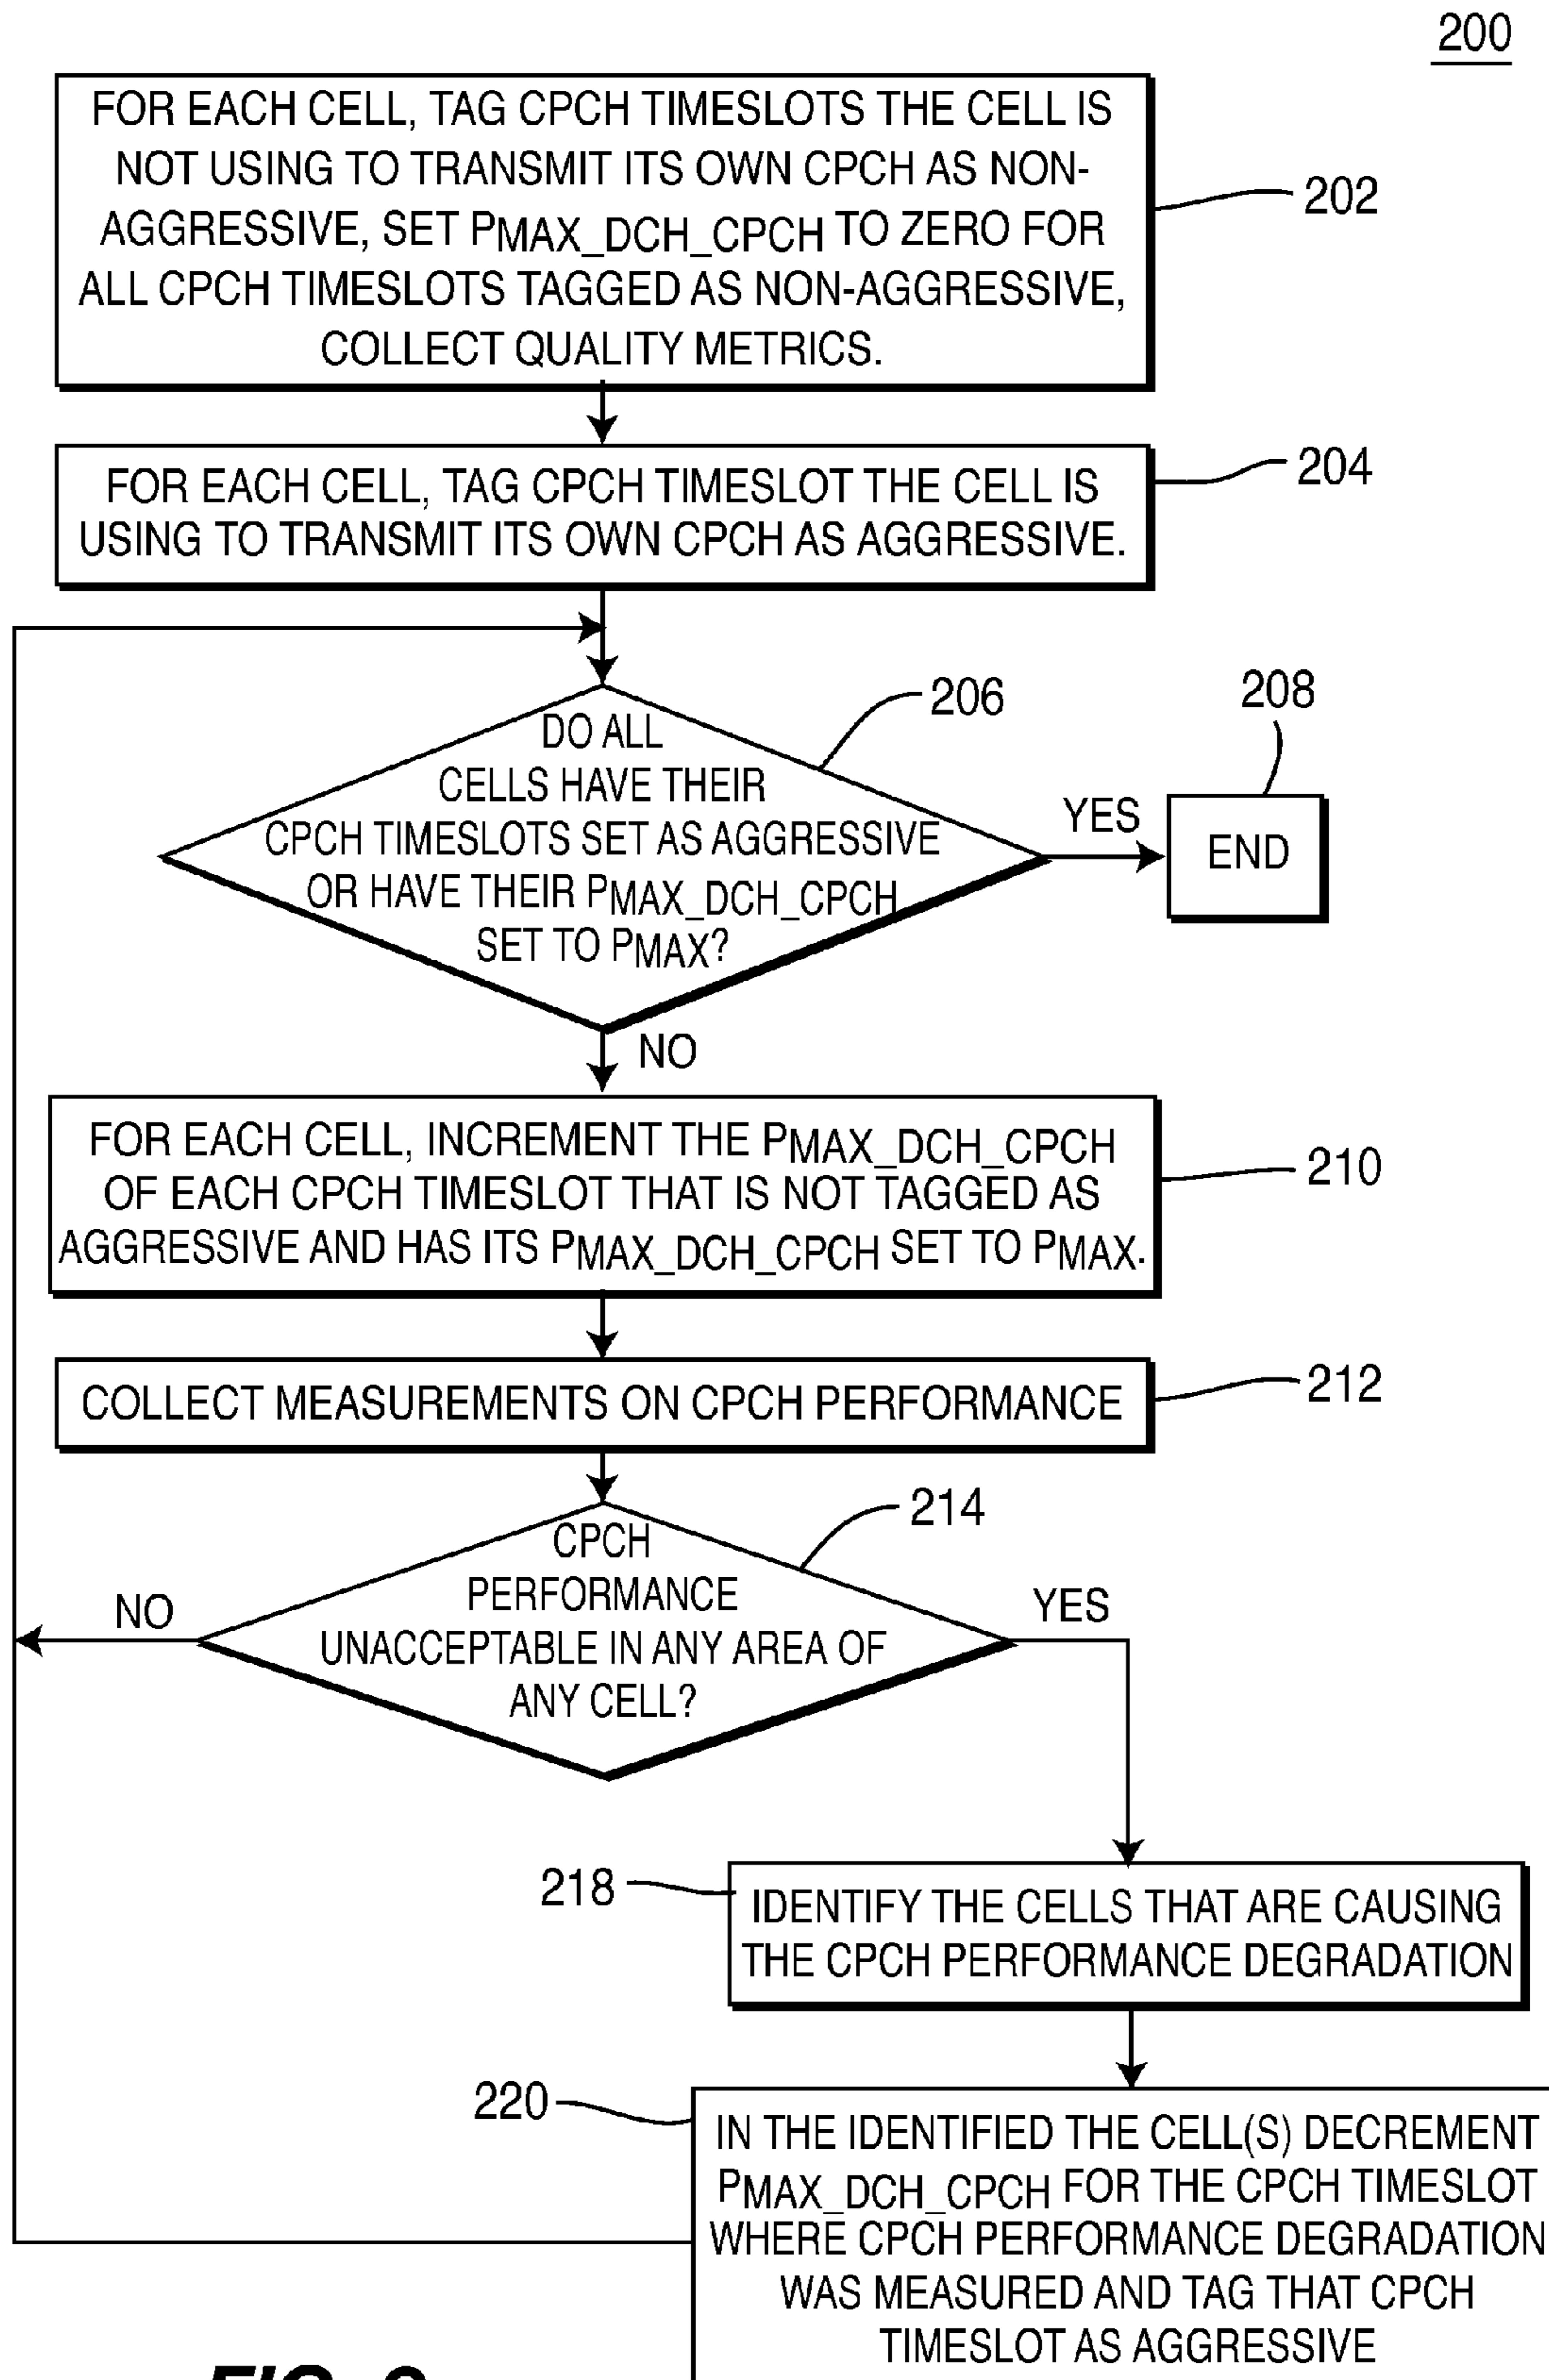 200
FOR EACH CELL, TAG CPCH TIMESLOTS THE CELL IS
NOT USING TO TRANSMIT ITS OWN CPCH AS NON-
AGGRESSIVE, SET PMAX_DCH_CPCH TO ZERO FOR
ALL CPCH TIMESLOTS TAGGED AS NON-AGGRESSIVE,
COLLECT QUALITY METRICS.
202
FOR EACH CELL, TAG CPCH TIMESLOT THE CELL IS
USING TO TRANSMIT ITS OWN CPCH AS AGGRESSIVE.
204
DO ALL
CELLS HAVE THEIR
CPCH TIMESLOTS SET AS AGGRESSIVE
OR HAVE THEIR PMAX_DCH_CPCH
SET TO PMAX?
206
YES
208
END
NO
FOR EACH CELL, INCREMENT THE PMAX_DCH_CPCH
OF EACH CPCH TIMESLOT THAT IS NOT TAGGED AS
AGGRESSIVE AND HAS ITS PMAX_DCH_CPCH SET TO PMAX.
210
COLLECT MEASUREMENTS ON CPCH PERFORMANCE
212
CPCH
PERFORMANCE
UNACCEPTABLE IN ANY AREA OF
ANY CELL?
214
NO
YES
218
IDENTIFY THE CELLS THAT ARE CAUSING
THE CPCH PERFORMANCE DEGRADATION
220
IN THE IDENTIFIED THE CELL(S) DECREMENT
PMAX_DCH_CPCH FOR THE CPCH TIMESLOT
WHERE CPCH PERFORMANCE DEGRADATION
WAS MEASURED AND TAG THAT CPCH
TIMESLOT AS AGGRESSIVE
FIG.